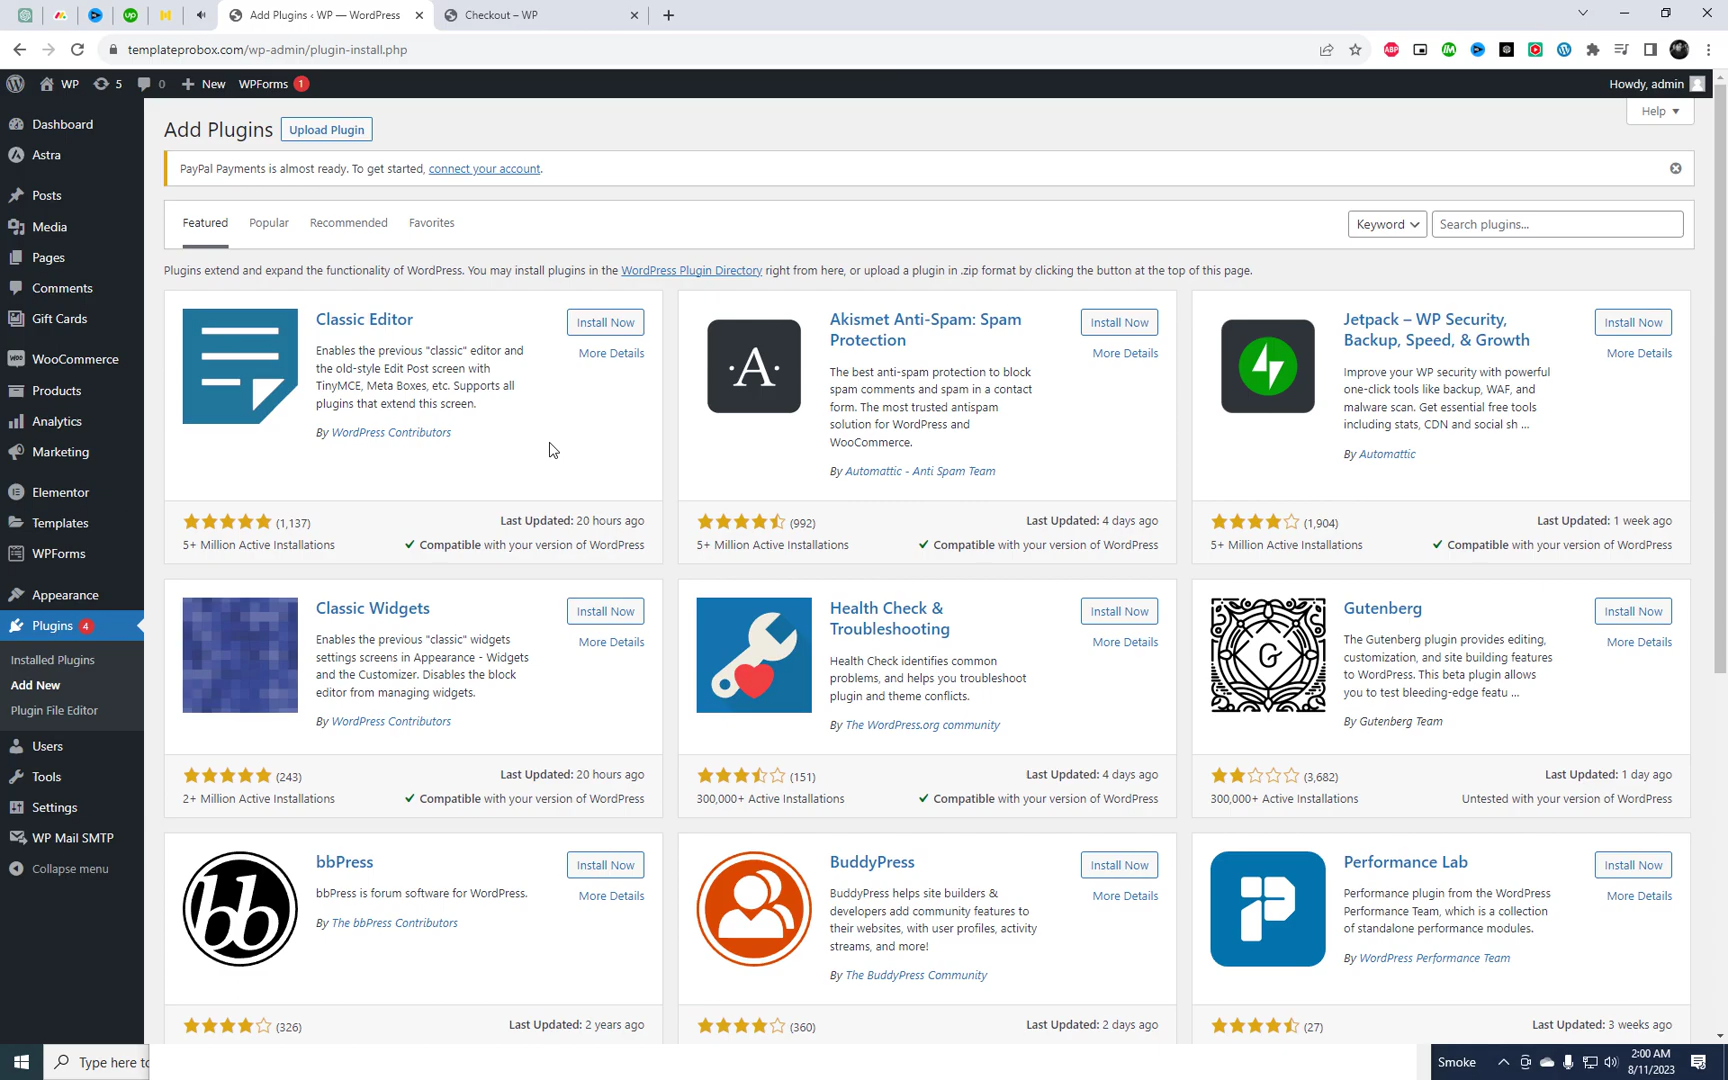 Add Plugins ‹ WP — WordPress
Checkout – WP
templateprobox.com/wp-admin/plugin-install.php
WP
5
0
New
WPForms 1
Howdy, admin
Dashboard
Astra
Posts
Media
Pages
Comments
Gift Cards
WooCommerce
Products
Analytics
Marketing
Elementor
Templates
WPForms
Appearance
Plugins 4
Installed Plugins
Add New
Plugin File Editor
Users
Tools
Settings
WP Mail SMTP
Collapse menu
Help
Add Plugins
Upload Plugin
PayPal Payments is almost ready. To get started, connect your account.
Featured
Popular
Recommended
Favorites
Keyword
Search plugins...
Plugins extend and expand the functionality of WordPress. You may install plugins in the WordPress Plugin Directory right from here, or upload a plugin in .zip format by clicking the button at the top of this page.
Classic Editor
Install Now
More Details
Enables the previous "classic" editor and
the old-style Edit Post screen with
TinyMCE, Meta Boxes, etc. Supports all
plugins that extend this screen.
By WordPress Contributors
(1,137)
Last Updated: 20 hours ago
5+ Million Active Installations
Compatible with your version of WordPress
A
Akismet Anti-Spam: Spam
Protection
Install Now
More Details
The best anti-spam protection to block
spam comments and spam in a contact
form. The most trusted antispam
solution for WordPress and
WooCommerce.
By Automattic - Anti Spam Team
(992)
Last Updated: 4 days ago
5+ Million Active Installations
Compatible with your version of WordPress
Jetpack – WP Security,
Backup, Speed, & Growth
Install Now
More Details
Improve your WP security with powerful
one-click tools like backup, WAF, and
malware scan. Get essential free tools
including stats, CDN and social sh ...
By Automattic
(1,904)
Last Updated: 1 week ago
5+ Million Active Installations
Compatible with your version of WordPress
Classic Widgets
Install Now
More Details
Enables the previous "classic" widgets
settings screens in Appearance - Widgets
and the Customizer. Disables the block
editor from managing widgets.
By WordPress Contributors
(243)
Last Updated: 20 hours ago
2+ Million Active Installations
Compatible with your version of WordPress
Health Check &
Troubleshooting
Install Now
More Details
Health Check identifies common
problems, and helps you troubleshoot
plugin and theme conflicts.
By The WordPress.org community
(151)
Last Updated: 4 days ago
300,000+ Active Installations
Compatible with your version of WordPress
G
Gutenberg
Install Now
More Details
The Gutenberg plugin provides editing,
customization, and site building features
to WordPress. This beta plugin allows
you to test bleeding-edge featu ...
By Gutenberg Team
(3,682)
Last Updated: 1 day ago
300,000+ Active Installations
Untested with your version of WordPress
bb
bbPress
Install Now
More Details
bbPress is forum software for WordPress.
By The bbPress Contributors
(326)
Last Updated: 2 years ago
BuddyPress
Install Now
More Details
BuddyPress helps site builders &
developers add community features to
their websites, with user profiles, activity
streams, and more!
By The BuddyPress Community
(360)
Last Updated: 2 days ago
Performance Lab
Install Now
More Details
Performance plugin from the WordPress
Performance Team, which is a collection
of standalone performance modules.
By WordPress Performance Team
(27)
Last Updated: 3 weeks ago
Type here to
Smoke
2:00 AM
8/11/2023